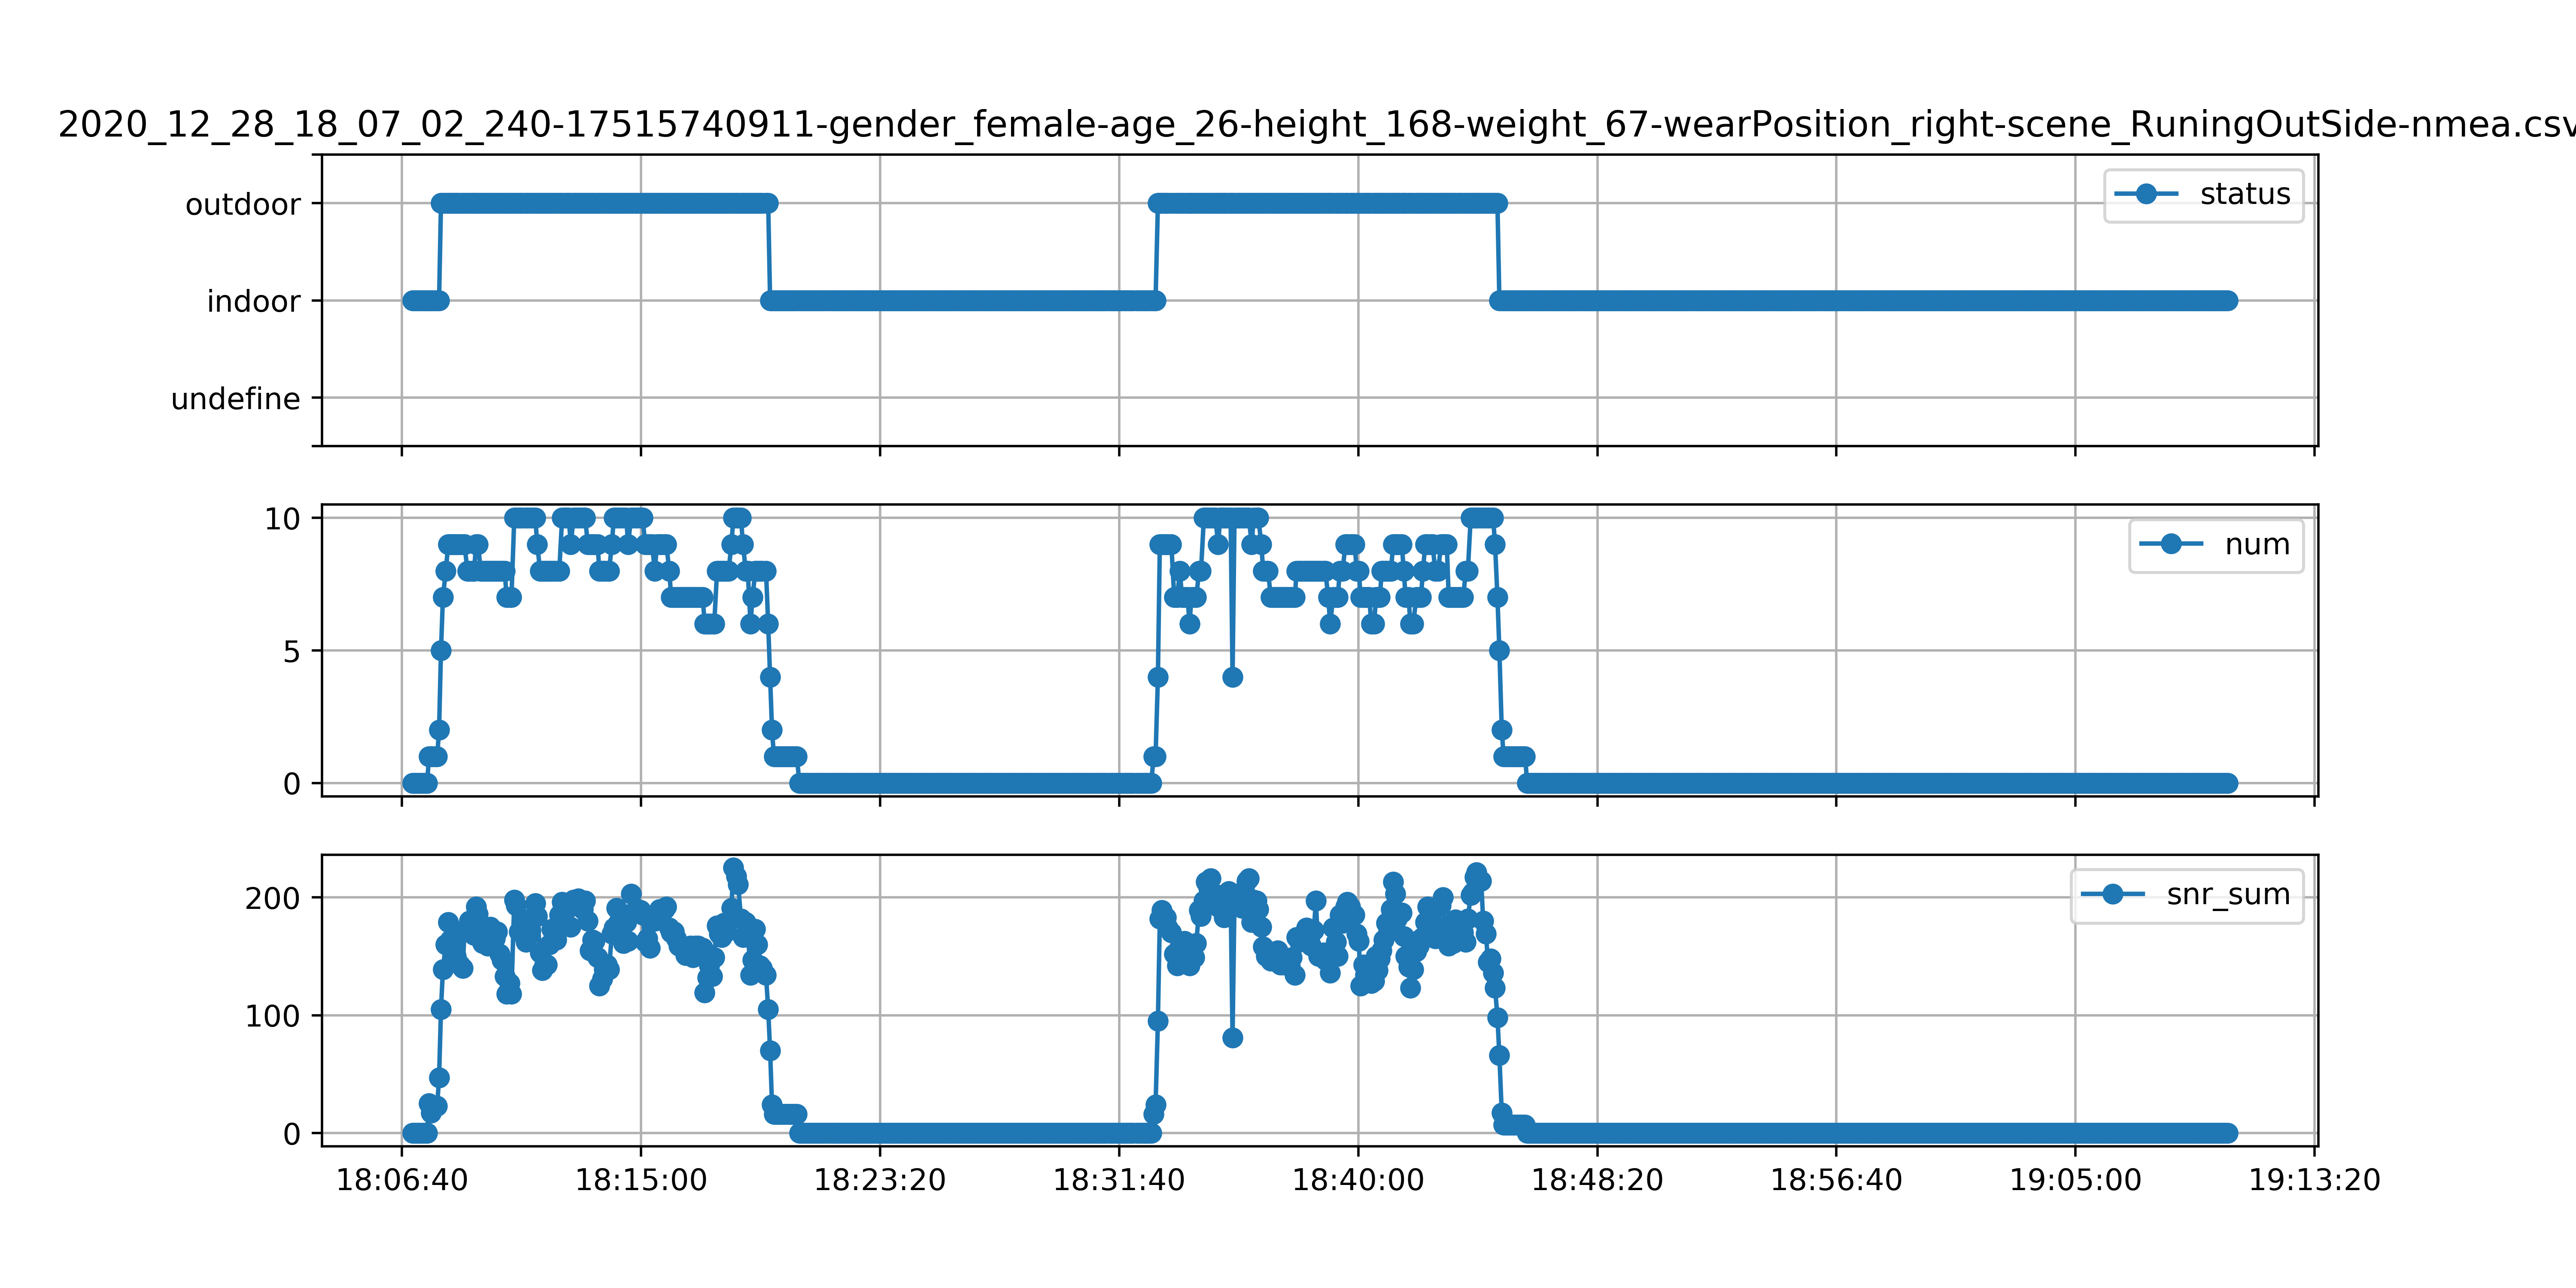 2020_12_28_18_07_02_240-17515740911-gender_female-age_26-height_168-weight_67-wearPosition_right-scene_RuningOutSide-nmea.csv
outdoor
status
indoor
undefine
10
num
5
0
200
snr_sum
100
0
18:06:40 18:15:00 18:23:20 18:31:40 18:40:00 18:48:20 18:56:40 19:05:00 19:13:20